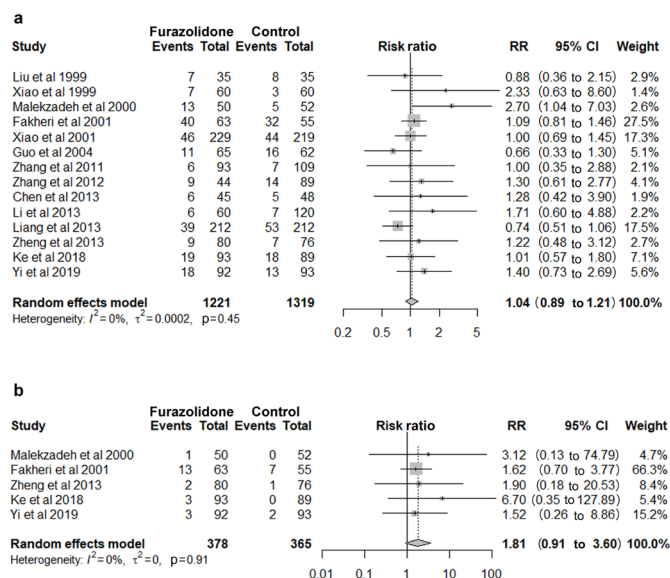 a
Furazolidone Control
Study Events Total Events Total Risk ratio RR 95% CI Weight
Liu et al 1999 7 35 8 35 0.88 (0.36 to 2.15) 2.9%
Xiao et al 1999 7 60 3 60 2.33 (0.63 to 8.60) 1.4%
Malekzadeh et al 2000 13 50 5 52 2.70 (1.04 to 7.03) 2.6%
Fakheri et al 2001 40 63 32 55 1.09 (0.81 to 1.46) 27.5%
Xiao et al 2001 46 229 44 219 1.00 (0.69 to 1.45) 17.3%
Guo et al 2004 11 65 16 62 0.66 (0.33 to 1.30) 5.1%
Zhang et al 2011 6 93 7 109 1.00 (0.35 to 2.88) 2.1%
Zhang et al 2012 9 44 14 89 1.30 (0.61 to 2.77) 4.1%
Chen et al 2013 6 45 5 48 1.28 (0.42 to 3.90) 1.9%
Li et al 2013 6 60 7 120 1.71 (0.60 to 4.88) 2.2%
Liang et al 2013 39 212 53 212 0.74 (0.51 to 1.06) 17.5%
Zheng et al 2013 9 80 7 76 1.22 (0.48 to 3.12) 2.7%
Ke et al 2018 19 93 18 89 1.01 (0.57 to 1.80) 7.1%
Yi et al 2019 18 92 13 93 1.40 (0.73 to 2.69) 5.6%
Random effects model 1221 1319 1.04 (0.89 to 1.21) 100.0%
Heterogeneity: I²=0%, τ²=0.0002, p=0.45
0.2 0.5 1 2 5
b
Furazolidone Control
Study Events Total Events Total Risk ratio RR 95% CI Weight
Malekzadeh et al 2000 1 50 0 52 3.12 (0.13 to 74.79) 4.7%
Fakheri et al 2001 13 63 7 55 1.62 (0.70 to 3.77) 66.3%
Zheng et al 2013 2 80 1 76 1.90 (0.18 to 20.53) 8.4%
Ke et al 2018 3 93 0 89 6.70 (0.35 to 127.89) 5.4%
Yi et al 2019 3 92 2 93 1.52 (0.26 to 8.86) 15.2%
Random effects model 378 365 1.81 (0.91 to 3.60) 100.0%
Heterogeneity: I²=0%, τ²=0, p=0.91
0.01 0.1 1 10 100